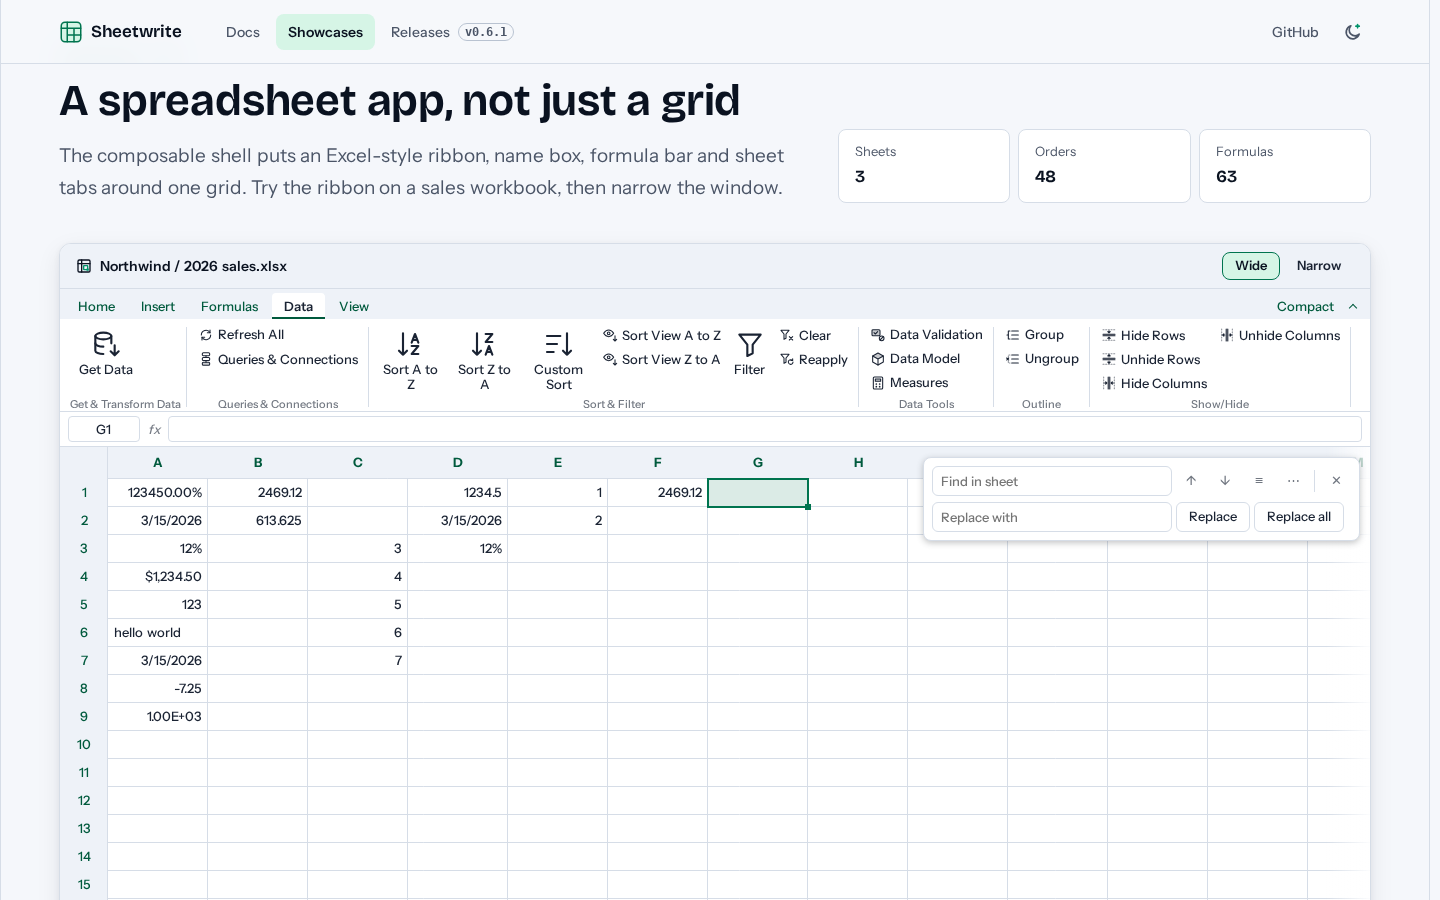 Sheetwrite Docs Showcases Releases v0.6.1 GitHub
A spreadsheet app, not just a grid
The composable shell puts an Excel-style ribbon, name box, formula bar and sheet
tabs around one grid. Try the ribbon on a sales workbook, then narrow the window.
Sheets Orders Formulas
3 48 63
Northwind / 2026 sales.xlsx Wide Narrow
Home Insert Formulas Data View Compact
Get Data
Get & Transform Data
Refresh All
Queries & Connections
Queries & Connections
Sort A to
Z
Sort Z to
A
Custom
Sort
Sort View A to Z
Sort View Z to A
Filter
Clear
Reapply
Sort & Filter
Data Validation
Data Model
Measures
Data Tools
Group
Ungroup
Outline
Hide Rows
Unhide Rows
Hide Columns
Unhide Columns
Show/Hide
G1 fx
A B C D E F G H M
Find in sheet
Replace with Replace Replace all
1 123450.00% 2469.12 1234.5 1 2469.12
2 3/15/2026 613.625 3/15/2026 2
3 12% 3 12%
4 $1,234.50 4
5 123 5
6 hello world 6
7 3/15/2026 7
8 -7.25
9 1.00E+03
10
11
12
13
14
15